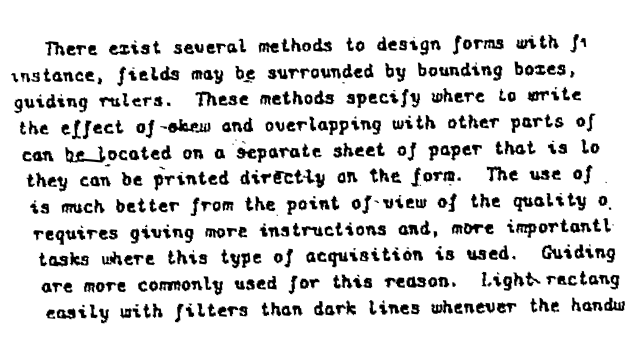 There exist several methods to design forms with fi
instance, fields may be surrounded by bounding boxes,
guiding rulers. These methods specify where to write
the effect of skew and overlapping with other parts of
can be located on a separate sheet of paper that is lo
they can be printed directly on the form. The use of
is much better from the point of view of the quality o
requires giving more instructions and, more importantl
tasks where this type of acquisition is used. Guiding
are more commonly used for this reason. Light rectang
easily with filters than dark lines whenever the handw